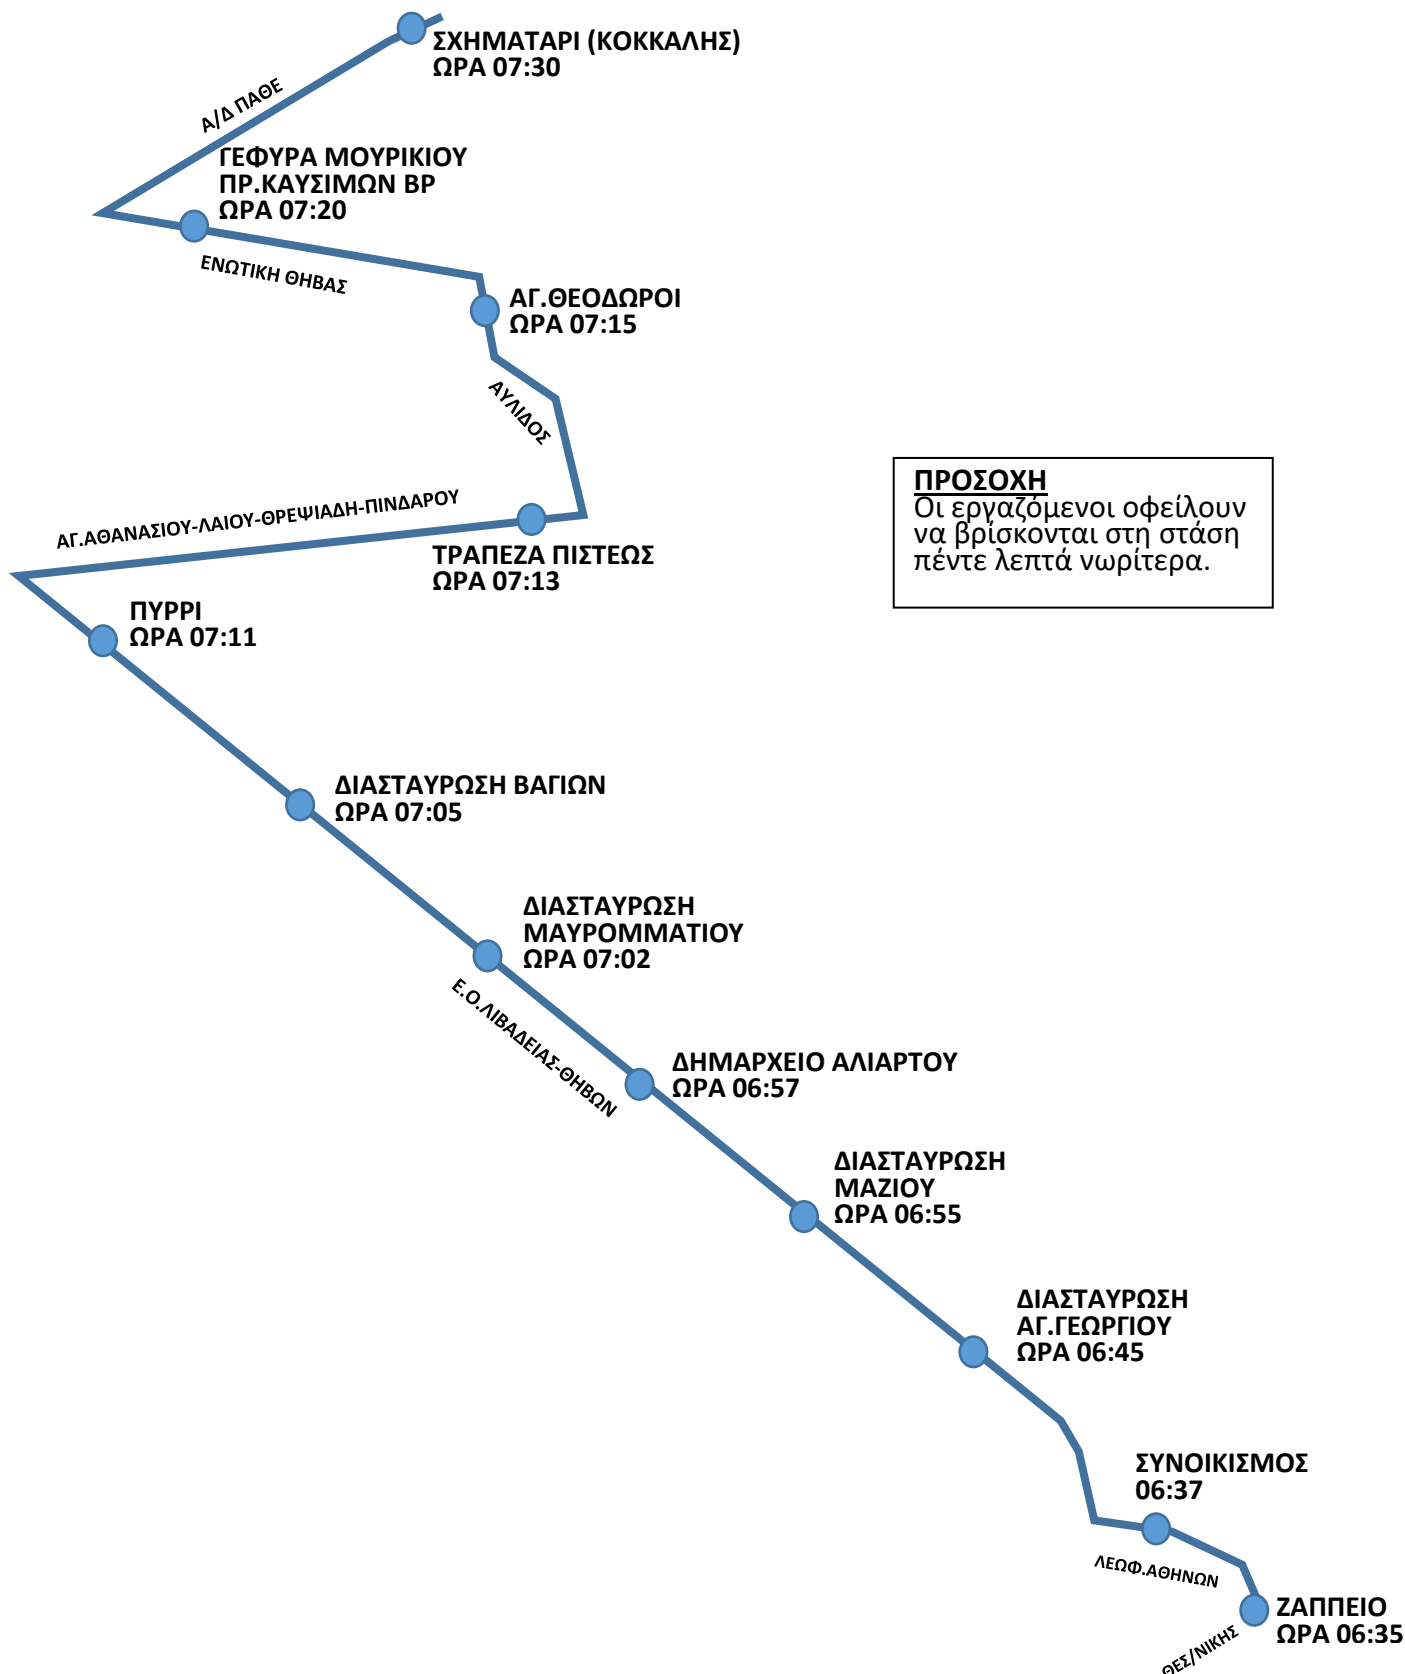 ΣΧΗΜΑΤΑΡΙ (ΚΟΚΚΑΛΗΣ)
ΩΡΑ 07:30
Α/Δ ΠΑΘΕ
ΓΕΦΥΡΑ ΜΟΥΡΙΚΙΟΥ
ΠΡ.ΚΑΥΣΙΜΩΝ ΒΡ
ΩΡΑ 07:20
ΕΝΩΤΙΚΗ ΘΗΒΑΣ
ΑΓ.ΘΕΟΔΩΡΟΙ
ΩΡΑ 07:15
ΑΥΛΙΔΟΣ
ΠΡΟΣΟΧΗ
Οι εργαζόμενοι οφείλουν
να βρίσκονται στη στάση
πέντε λεπτά νωρίτερα.
ΑΓ.ΑΘΑΝΑΣΙΟΥ-ΛΑΙΟΥ-ΘΡΕΨΙΑΔΗ-ΠΙΝΔΑΡΟΥ
ΤΡΑΠΕΖΑ ΠΙΣΤΕΩΣ
ΩΡΑ 07:13
ΠΥΡΡΙ
ΩΡΑ 07:11
ΔΙΑΣΤΑΥΡΩΣΗ ΒΑΓΙΩΝ
ΩΡΑ 07:05
ΔΙΑΣΤΑΥΡΩΣΗ
ΜΑΥΡΟΜΜΑΤΙΟΥ
ΩΡΑ 07:02
Ε.Ο.ΛΙΒΑΔΕΙΑΣ-ΘΗΒΩΝ
ΔΗΜΑΡΧΕΙΟ ΑΛΙΑΡΤΟΥ
ΩΡΑ 06:57
ΔΙΑΣΤΑΥΡΩΣΗ
ΜΑΖΙΟΥ
ΩΡΑ 06:55
ΔΙΑΣΤΑΥΡΩΣΗ
ΑΓ.ΓΕΩΡΓΙΟΥ
ΩΡΑ 06:45
ΣΥΝΟΙΚΙΣΜΟΣ
06:37
ΛΕΩΦ.ΑΘΗΝΩΝ
ΖΑΠΠΕΙΟ
ΩΡΑ 06:35
ΘΕΣ/ΝΙΚΗΣ